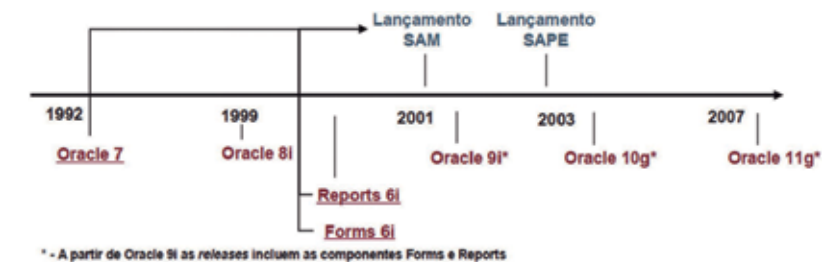 Lançamento
SAM
Lançamento
SAPE
1992
1999
2001
2003
2007
Oracle 7
Oracle 8i
Oracle 9i*
Oracle 10g*
Oracle 11g*
Reports 6i
Forms 6i
* - A partir de Oracle 9i as releases incluem as componentes Forms e Reports